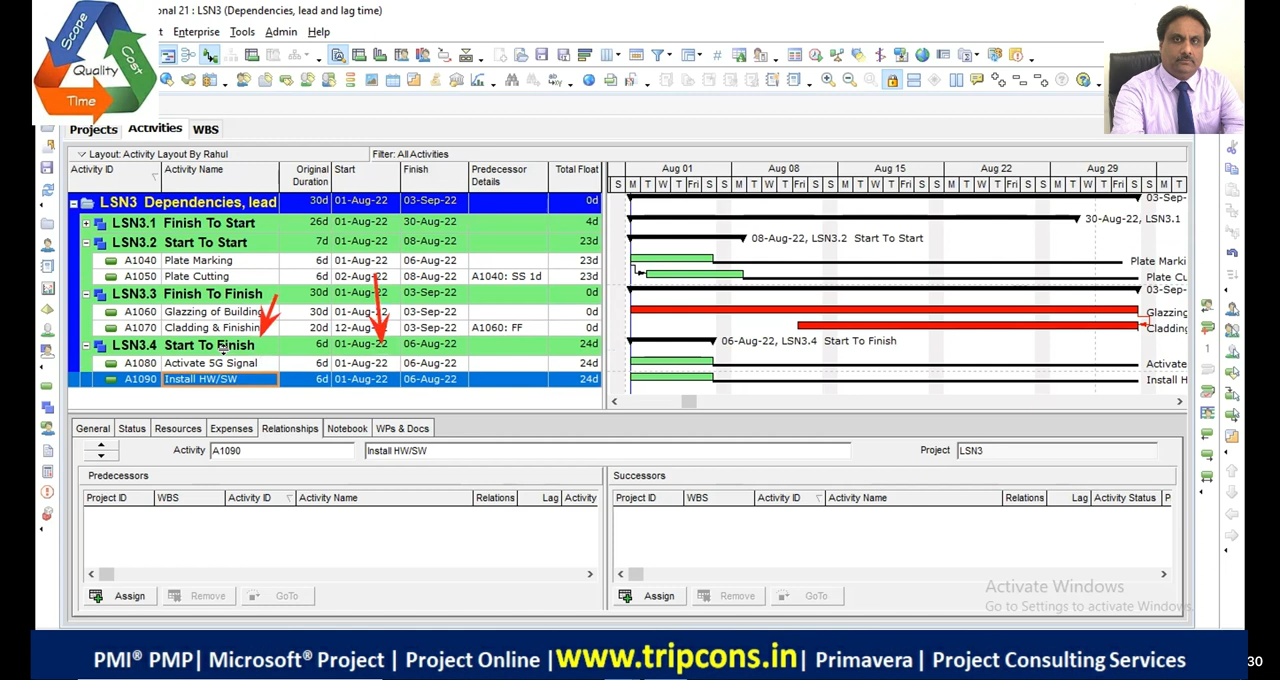 onal 21 : LSN3 (Dependencies, lead and lag time)
t Enterprise Tools Admin Help
Scope
Cost
Quality
Time
Projects Activities WBS
Layout: Activity Layout By Rahul Filter: All Activities
Activity ID Activity Name Original Duration Start Finish Predecessor Details Total Float
Aug 01 Aug 08 Aug 15 Aug 22 Aug 29
S M T W T Fri S S M T W T Fri S S M T W T Fri S S M T W T Fri S S M T W T Fri S S M T
LSN3 Dependencies, lead 30d 01-Aug-22 03-Sep-22 0d 03-Sep-
LSN3.1 Finish To Start 26d 01-Aug-22 30-Aug-22 4d 30-Aug-22, LSN3.1
LSN3.2 Start To Start 7d 01-Aug-22 08-Aug-22 23d 08-Aug-22, LSN3.2 Start To Start
A1040 Plate Marking 6d 01-Aug-22 06-Aug-22 23d Plate Marki
A1050 Plate Cutting 6d 02-Aug-22 08-Aug-22 A1040: SS 1d 23d Plate Cu
LSN3.3 Finish To Finish 30d 01-Aug-22 03-Sep-22 0d 03-Sep-
A1060 Glazzing of Building 30d 01-Aug-22 03-Sep-22 0d Glazzing
A1070 Cladding & Finishin 20d 12-Aug-22 03-Sep-22 A1060: FF 0d Cladding
LSN3.4 Start To Finish 6d 01-Aug-22 06-Aug-22 24d 06-Aug-22, LSN3.4 Start To Finish
A1080 Activate 5G Signal 6d 01-Aug-22 06-Aug-22 24d Activate
A1090 Install HW/SW 6d 01-Aug-22 06-Aug-22 24d Install H
General Status Resources Expenses Relationships Notebook WPs & Docs
Activity A1090 Install HW/SW Project LSN3
Predecessors Successors
Project ID WBS Activity ID Activity Name Relations Lag Activity
Project ID WBS Activity ID Activity Name Relations Lag Activity Status P
Assign Remove GoTo Assign Remove GoTo
Activate Windows
Go to Settings to activate Windows.
PMI® PMP| Microsoft® Project | Project Online |www.tripcons.in| Primavera | Project Consulting Services
30